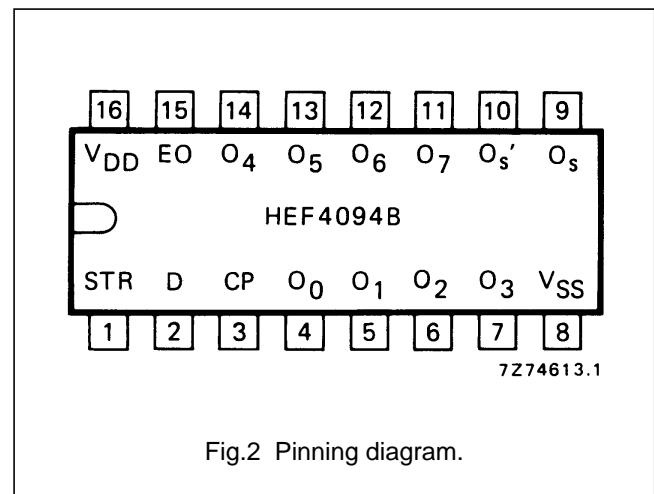 16 15 14 13 12 11 10 9
VDD EO O4 O5 O6 O7 Os' Os
HEF4094B
STR D CP O0 O1 O2 O3 VSS
1 2 3 4 5 6 7 8
7Z74613.1
Fig.2 Pinning diagram.